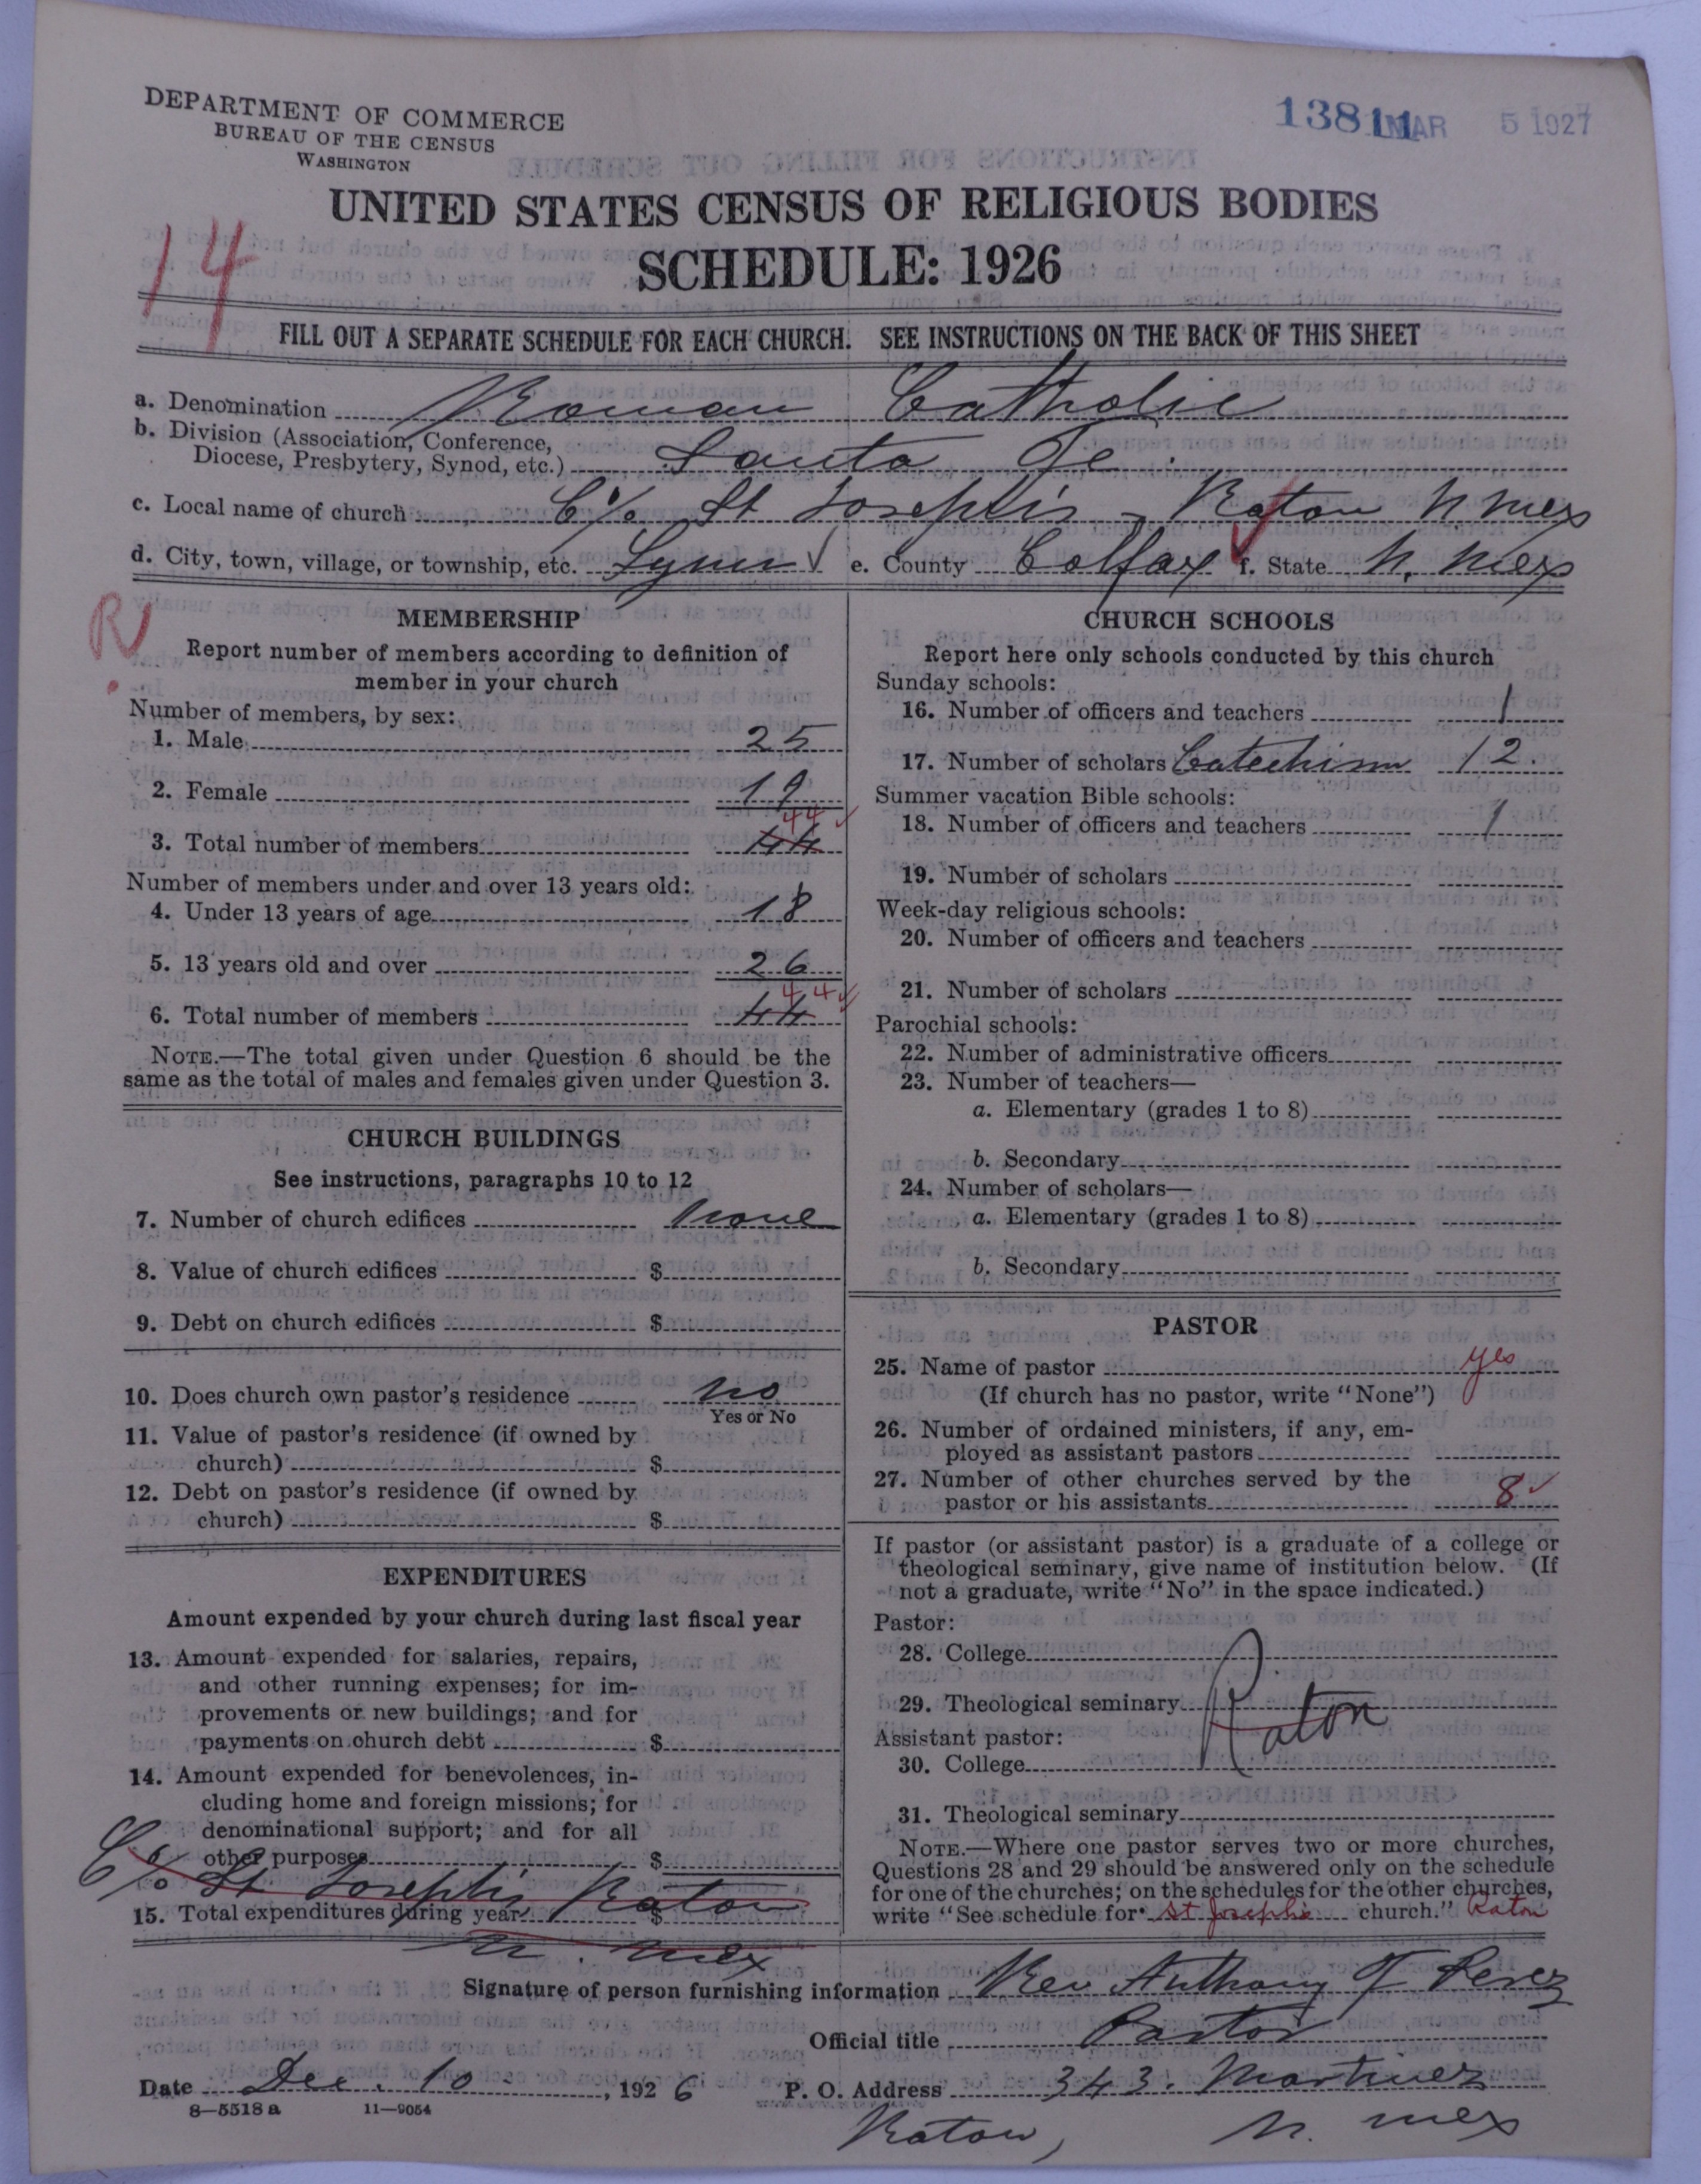 DEPARTMENT OF COMMERCE
BUREAU OF THE CENSUS
WASHINGTON
13811 MAR 5 1927
UNITED STATES CENSUS OF RELIGIOUS BODIES
SCHEDULE: 1926
14
FILL OUT A SEPARATE SCHEDULE FOR EACH CHURCH. SEE INSTRUCTIONS ON THE BACK OF THIS SHEET
a. Denomination Roman Catholic
b. Division (Association, Conference,
Diocese, Presbytery, Synod, etc.) Santa Fe.
c. Local name of church C/o St Joseph's - Raton N Mex
d. City, town, village, or township, etc. Lynn ✓ e. County Colfax f. State N. Mex
R
MEMBERSHIP
Report number of members according to definition of
member in your church
Number of members, by sex:
1. Male 25
2. Female 19
44 ✓
3. Total number of members 44
Number of members under and over 13 years old:
4. Under 13 years of age 18
5. 13 years old and over 26
44 ✓
6. Total number of members 44
NOTE.—The total given under Question 6 should be the
same as the total of males and females given under Question 3.
CHURCH BUILDINGS
See instructions, paragraphs 10 to 12
7. Number of church edifices None
8. Value of church edifices $
9. Debt on church edifices $
10. Does church own pastor's residence No
Yes or No
11. Value of pastor's residence (if owned by
church) $
12. Debt on pastor's residence (if owned by
church) $
EXPENDITURES
Amount expended by your church during last fiscal year
13. Amount expended for salaries, repairs,
and other running expenses; for im-
provements or new buildings; and for
payments on church debt $
14. Amount expended for benevolences, in-
cluding home and foreign missions; for
denominational support; and for all
other purposes $
C/o St Joseph's Raton
15. Total expenditures during year $
N. Mex
CHURCH SCHOOLS
Report here only schools conducted by this church
Sunday schools:
16. Number of officers and teachers 1
17. Number of scholars Catechism 12.
Summer vacation Bible schools:
18. Number of officers and teachers 1
19. Number of scholars
Week-day religious schools:
20. Number of officers and teachers
21. Number of scholars
Parochial schools:
22. Number of administrative officers
23. Number of teachers—
a. Elementary (grades 1 to 8)
b. Secondary
24. Number of scholars—
a. Elementary (grades 1 to 8)
b. Secondary
PASTOR
25. Name of pastor yes
(If church has no pastor, write "None")
26. Number of ordained ministers, if any, em-
ployed as assistant pastors
27. Number of other churches served by the
pastor or his assistants 8 ✓
If pastor (or assistant pastor) is a graduate of a college or
theological seminary, give name of institution below. (If
not a graduate, write "No" in the space indicated.)
Pastor:
28. College
29. Theological seminary Raton
Assistant pastor:
30. College
31. Theological seminary
NOTE.—Where one pastor serves two or more churches,
Questions 28 and 29 should be answered only on the schedule
for one of the churches; on the schedules for the other churches,
write "See schedule for St Joseph's church." Raton
Signature of person furnishing information Rev Anthony F Perez
Official title Pastor
Date Dec. 10, 1926 P. O. Address 343. Martinez
8—5518 a 11—9054
Raton, N. Mex